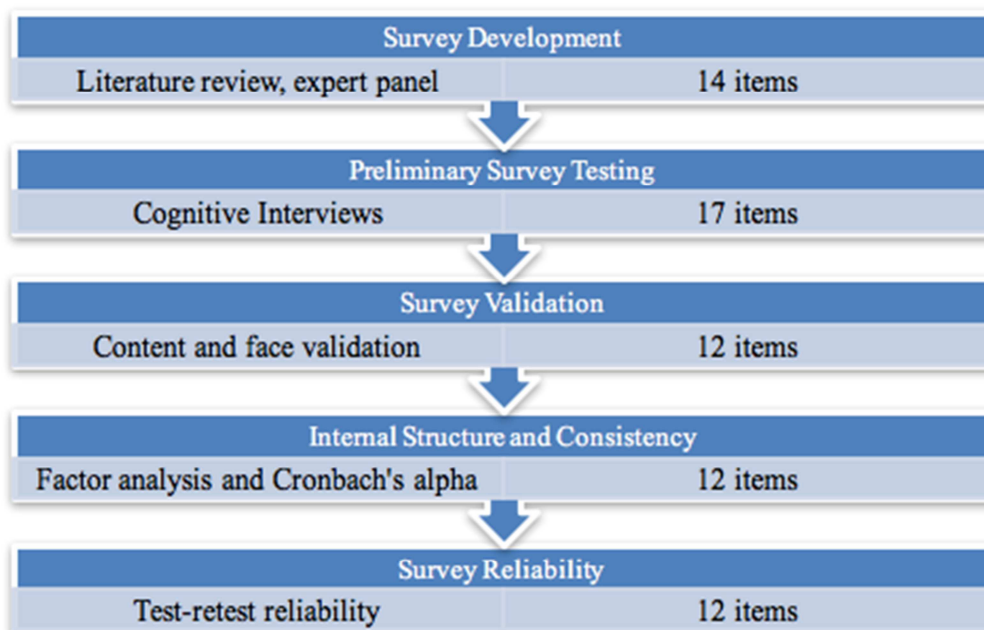 Survey Development
Literature review, expert panel 14 items
Preliminary Survey Testing
Cognitive Interviews 17 items
Survey Validation
Content and face validation 12 items
Internal Structure and Consistency
Factor analysis and Cronbach's alpha 12 items
Survey Reliability
Test-retest reliability 12 items